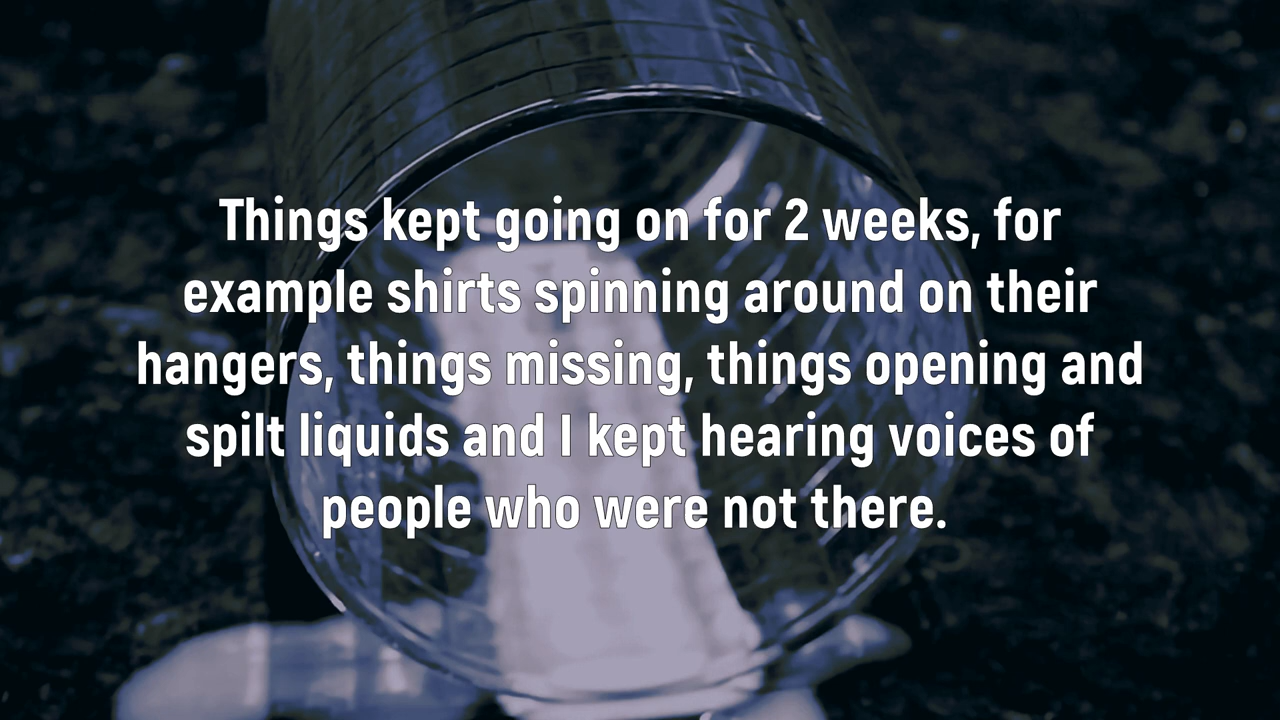 Things kept going on for 2 weeks, for
example shirts spinning around on their
hangers, things missing, things opening and
spilt liquids and I kept hearing voices of
people who were not there.